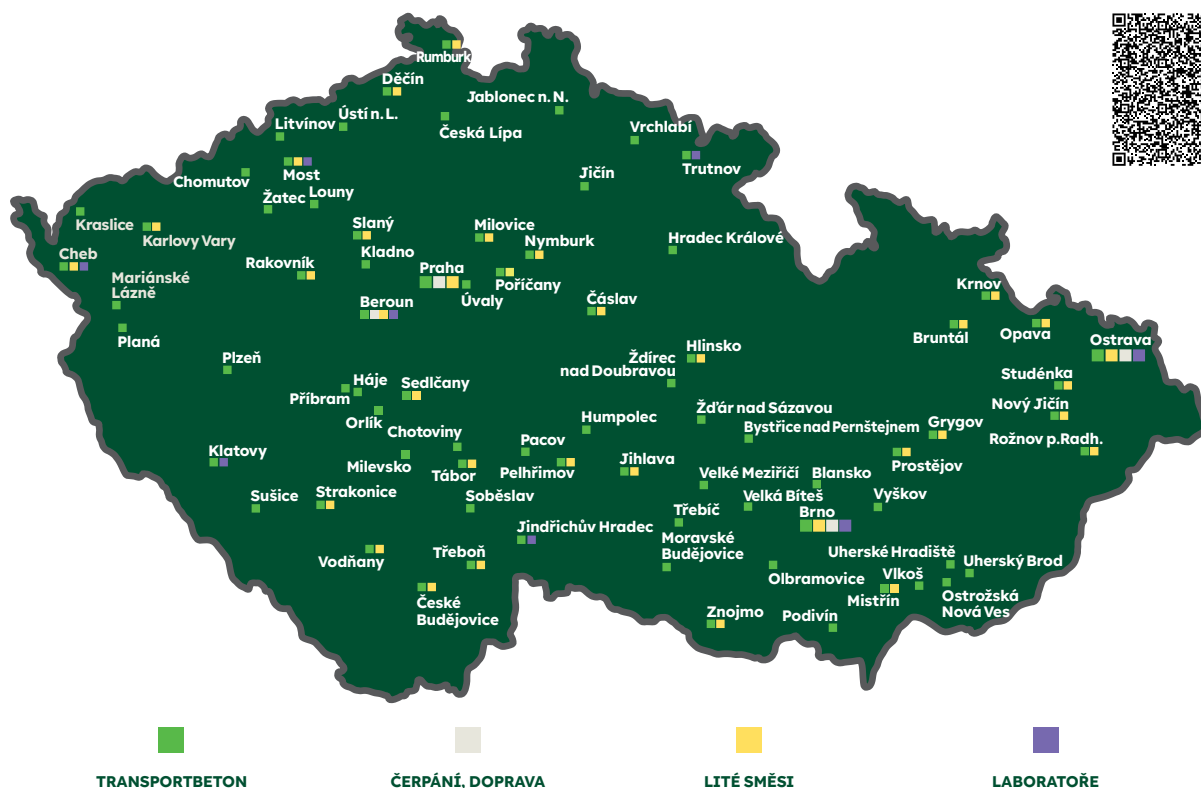 Rumburk
Děčín
Jablonec n. N.
Ústí n. L.
Litvínov
Česká Lípa
Vrchlabí
Most
Trutnov
Chomutov
Jičín
Žatec
Louny
Kraslice
Karlovy Vary
Slaný
Milovice
Nymburk
Hradec Králové
Cheb
Kladno
Rakovník
Praha
Poříčany
Mariánské
Lázně
Úvaly
Krnov
Beroun
Čáslav
Planá
Bruntál
Opava
Ostrava
Hlinsko
Plzeň
Ždírec
nad Doubravou
Studénka
Háje
Sedlčany
Příbram
Nový Jičín
Orlík
Humpolec
Žďár nad Sázavou
Bystřice nad Pernštejnem
Grygov
Chotoviny
Pacov
Rožnov p.Radh.
Klatovy
Milevsko
Tábor
Pelhřimov
Jihlava
Prostějov
Velké Meziříčí
Blansko
Sušice
Strakonice
Soběslav
Velká Bíteš
Vyškov
Třebíč
Brno
Jindřichův Hradec
Moravské
Budějovice
Vodňany
Třeboň
Uherské Hradiště
Uherský Brod
Olbramovice
Vlkoš
Mistřín
Ostrožská
Nová Ves
České
Budějovice
Znojmo
Podivín
TRANSPORTBETON
ČERPÁNÍ, DOPRAVA
LITÉ SMĚSI
LABORATOŘE